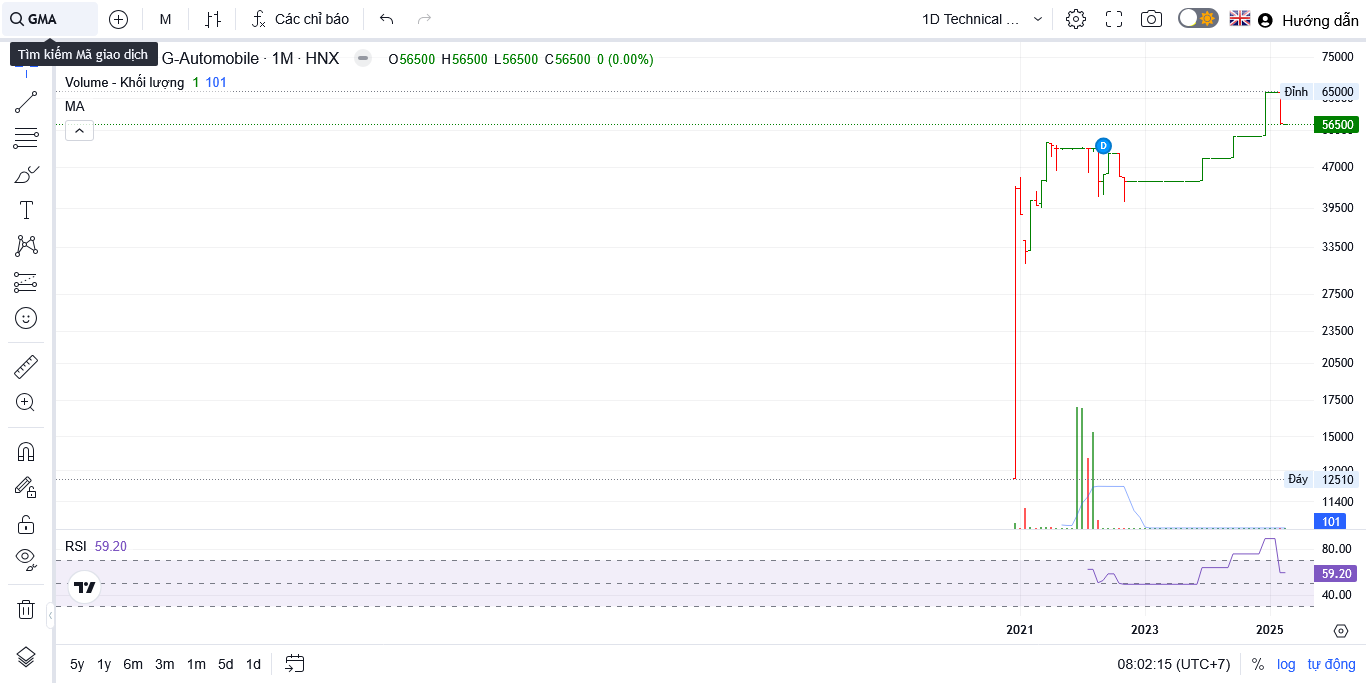 GMA
M
Các chỉ báo
1D Technical ...
Hướng dẫn
Tìm kiếm Mã giao dịch
G-Automobile · 1M · HNX
O56500 H56500 L56500 C56500 0 (0.00%)
Volume - Khối lượng 1 101
MA
75000
Đỉnh 65000
56500
D
47000
39500
33500
27500
23500
20500
17500
15000
12000
Đáy 12510
11400
101
RSI 59.20
80.00
59.20
40.00
2021 2023 2025
5y 1y 6m 3m 1m 5d 1d
08:02:15 (UTC+7)
% log tự động